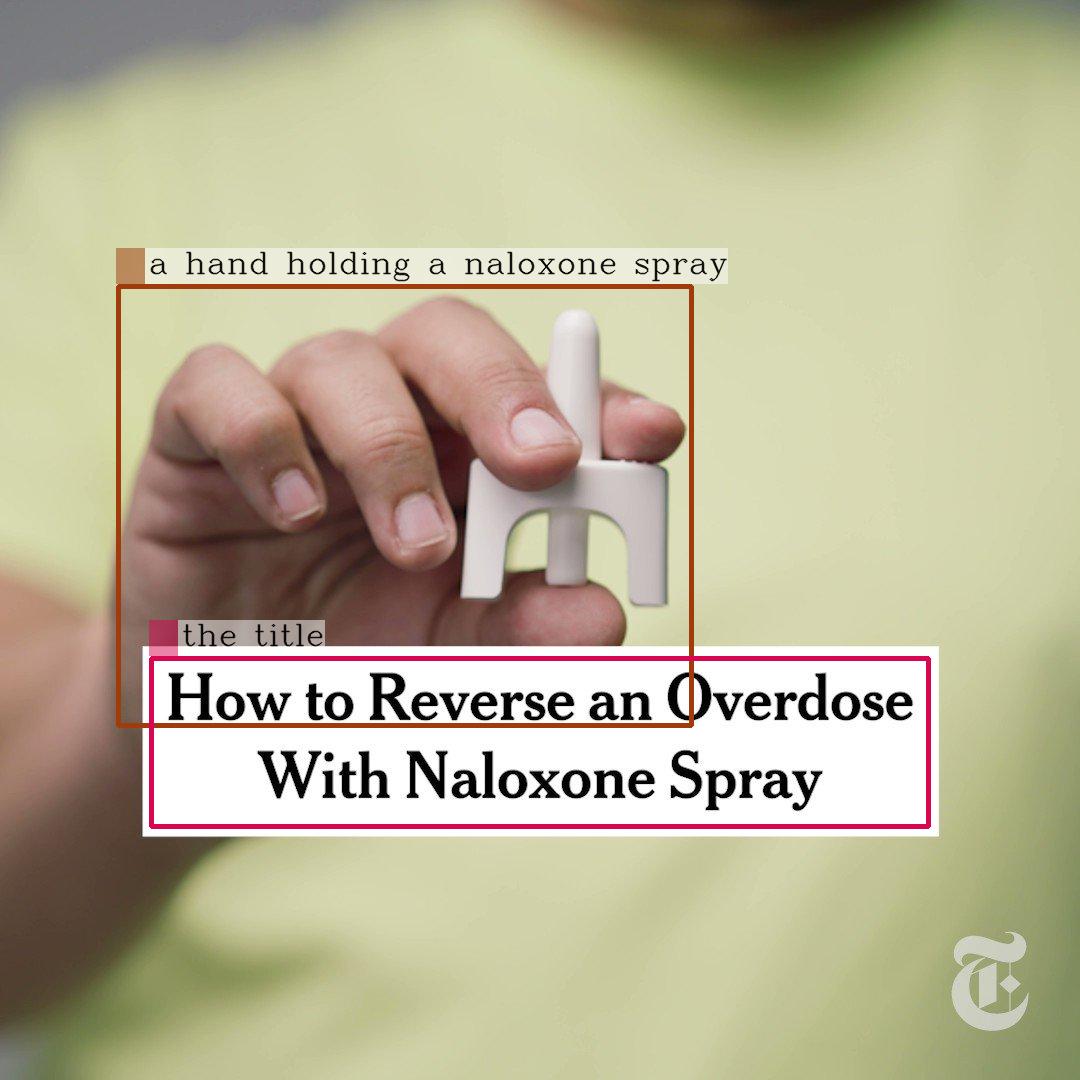 a hand holding a naloxone spray
the title
How to Reverse an Overdose
With Naloxone Spray
T